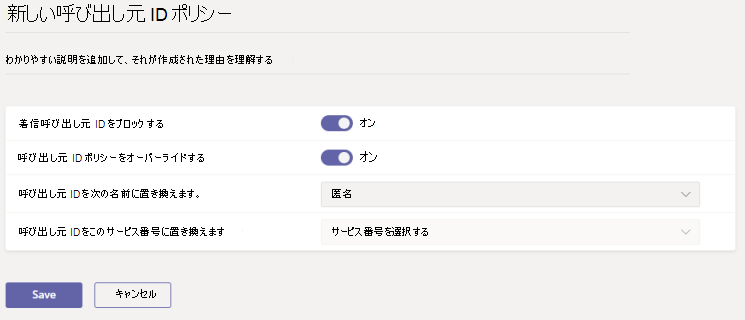 新しい呼び出し元 ID ポリシー
わかりやすい説明を追加して、それが作成された理由を理解する
着信呼び出し元 IDをブロックする
オン
呼び出し元 IDポリシーをオーバーライドする
オン
呼び出し元 IDを次の名前に置き換えます。
匿名
呼び出し元 IDをこのサービス番号に置き換えます
サービス番号を選択する
Save
キャンセル